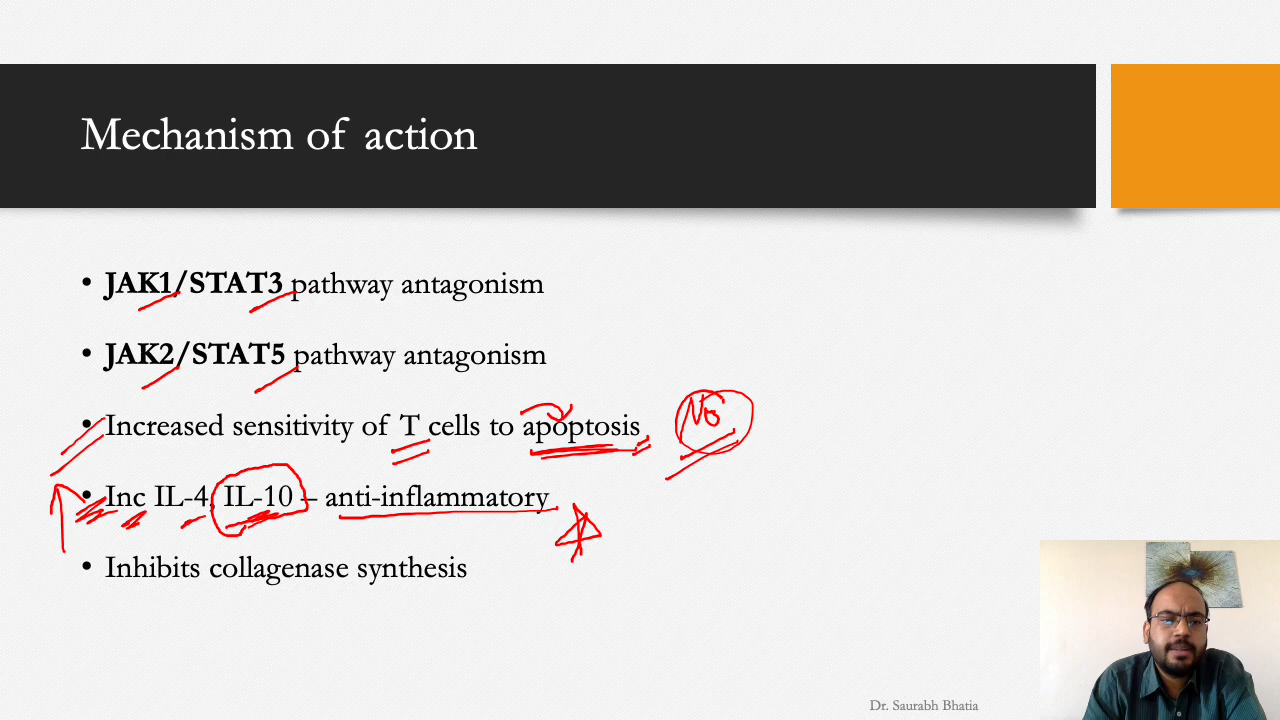 Mechanism of action
• JAK1/STAT3 pathway antagonism
• JAK2/STAT5 pathway antagonism
• Increased sensitivity of T cells to apoptosis NO
• Inc IL-4, IL-10 – anti-inflammatory
• Inhibits collagenase synthesis
Dr. Saurabh Bhatia